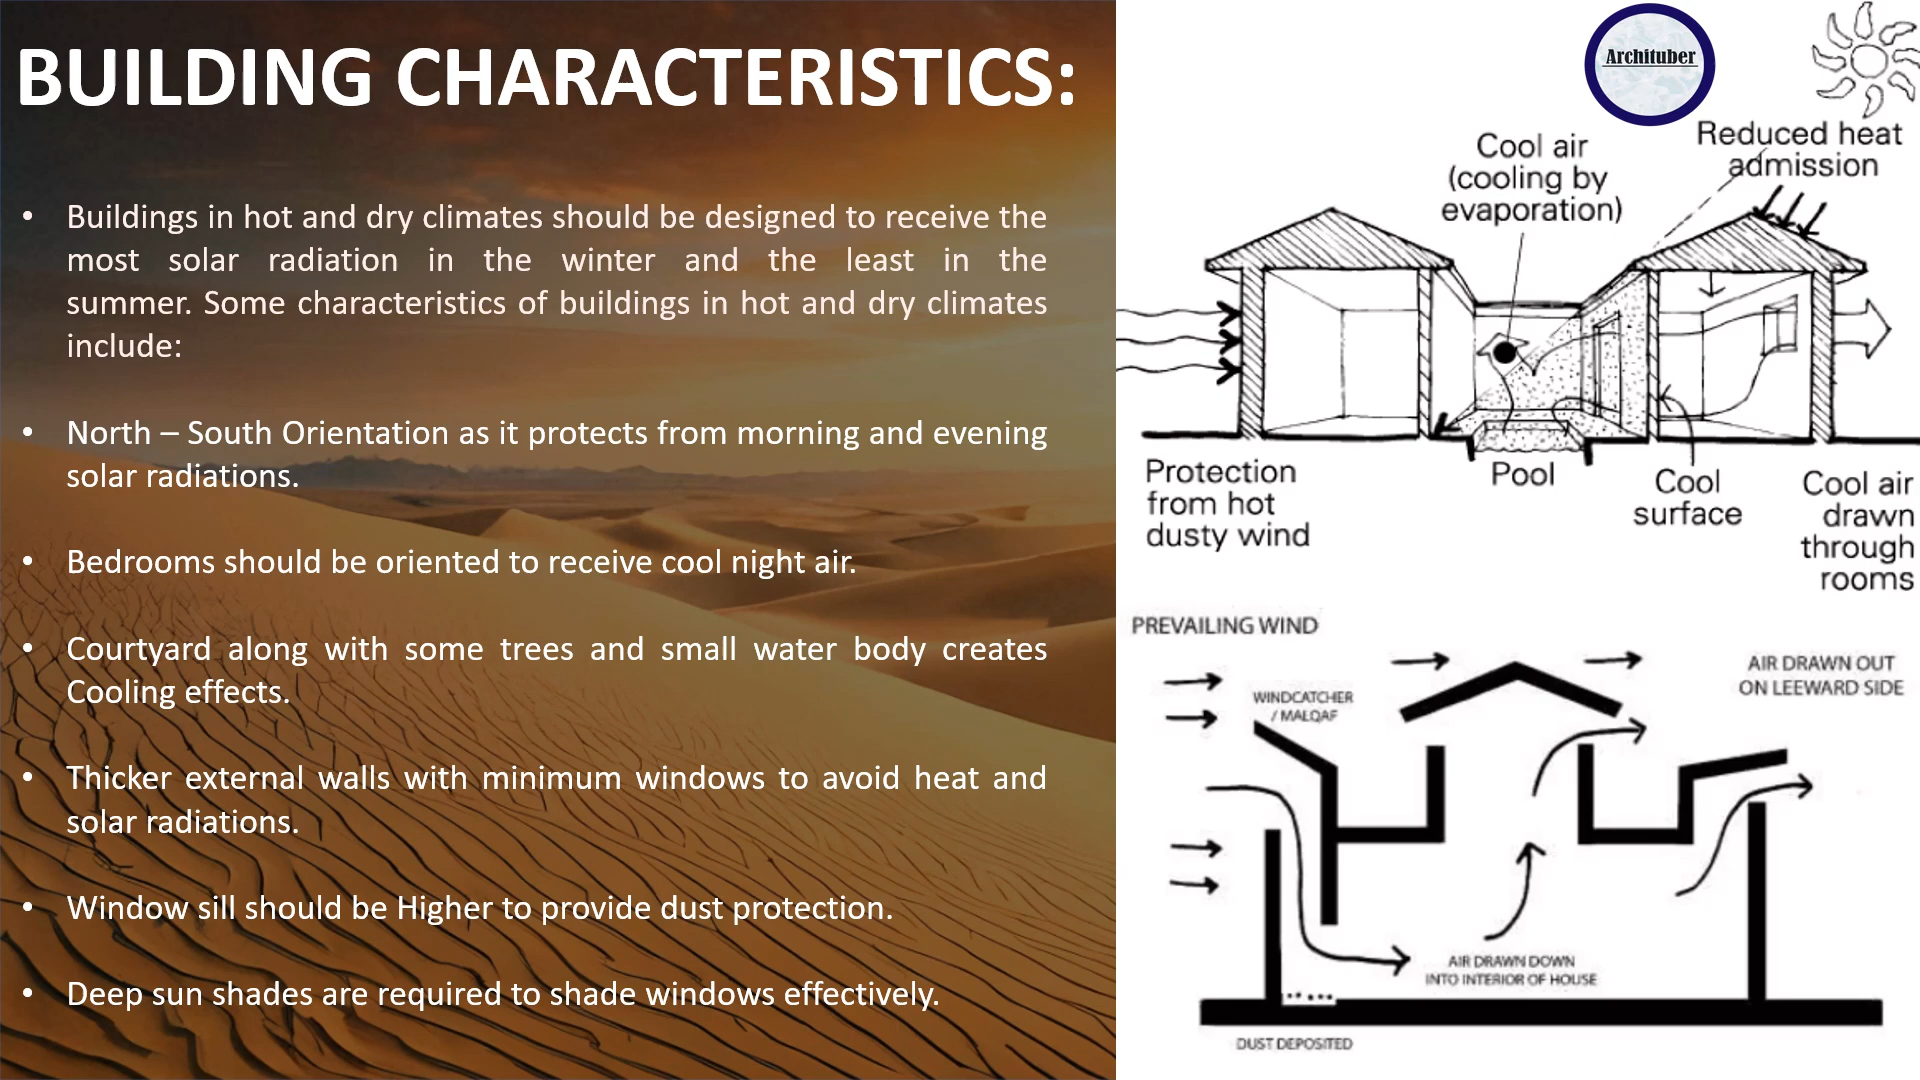 BUILDING CHARACTERISTICS:
• Buildings in hot and dry climates should be designed to receive the
most solar radiation in the winter and the least in the
summer. Some characteristics of buildings in hot and dry climates
include:
• North – South Orientation as it protects from morning and evening
solar radiations.
• Bedrooms should be oriented to receive cool night air.
• Courtyard along with some trees and small water body creates
Cooling effects.
• Thicker external walls with minimum windows to avoid heat and
solar radiations.
• Window sill should be Higher to provide dust protection.
• Deep sun shades are required to shade windows effectively.
Archituber
Cool air
(cooling by
evaporation)
Reduced heat
admission
Protection
from hot
dusty wind
Pool
Cool
surface
Cool air
drawn
through
rooms
PREVAILING WIND
WINDCATCHER
/ MALQAF
AIR DRAWN OUT
ON LEEWARD SIDE
AIR DRAWN DOWN
INTO INTERIOR OF HOUSE
DUST DEPOSITED